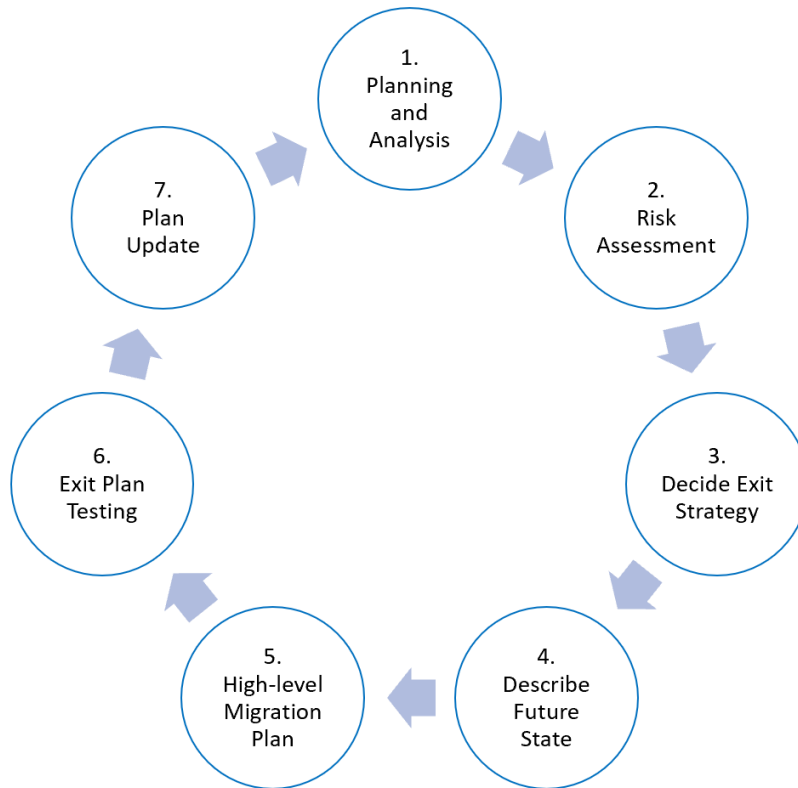 1.
Planning
and
Analysis
2.
Risk
Assessment
3.
Decide Exit
Strategy
4.
Describe
Future
State
5.
High-level
Migration
Plan
6.
Exit Plan
Testing
7.
Plan
Update